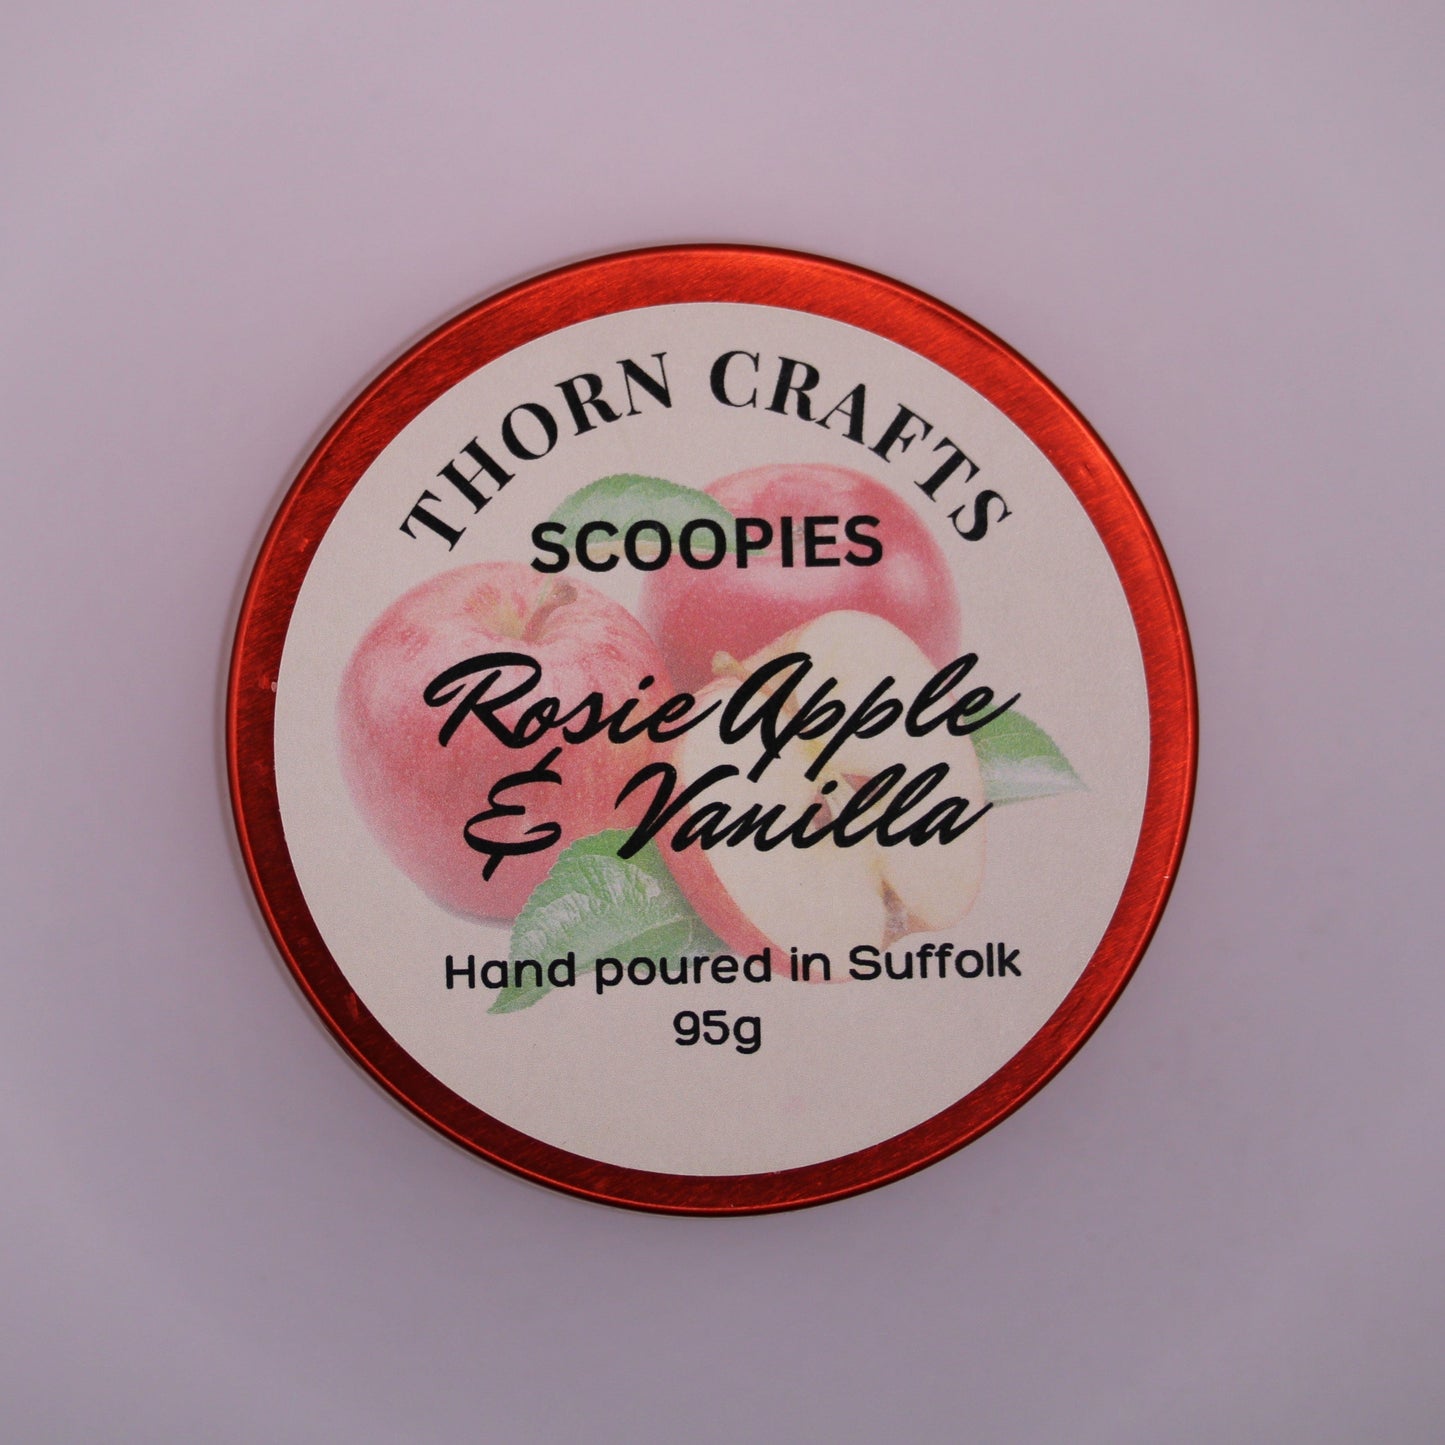 THORN CRAFTS
SCOOPIES
Rosie Apple
& Vanilla
Hand poured in Suffolk
95g